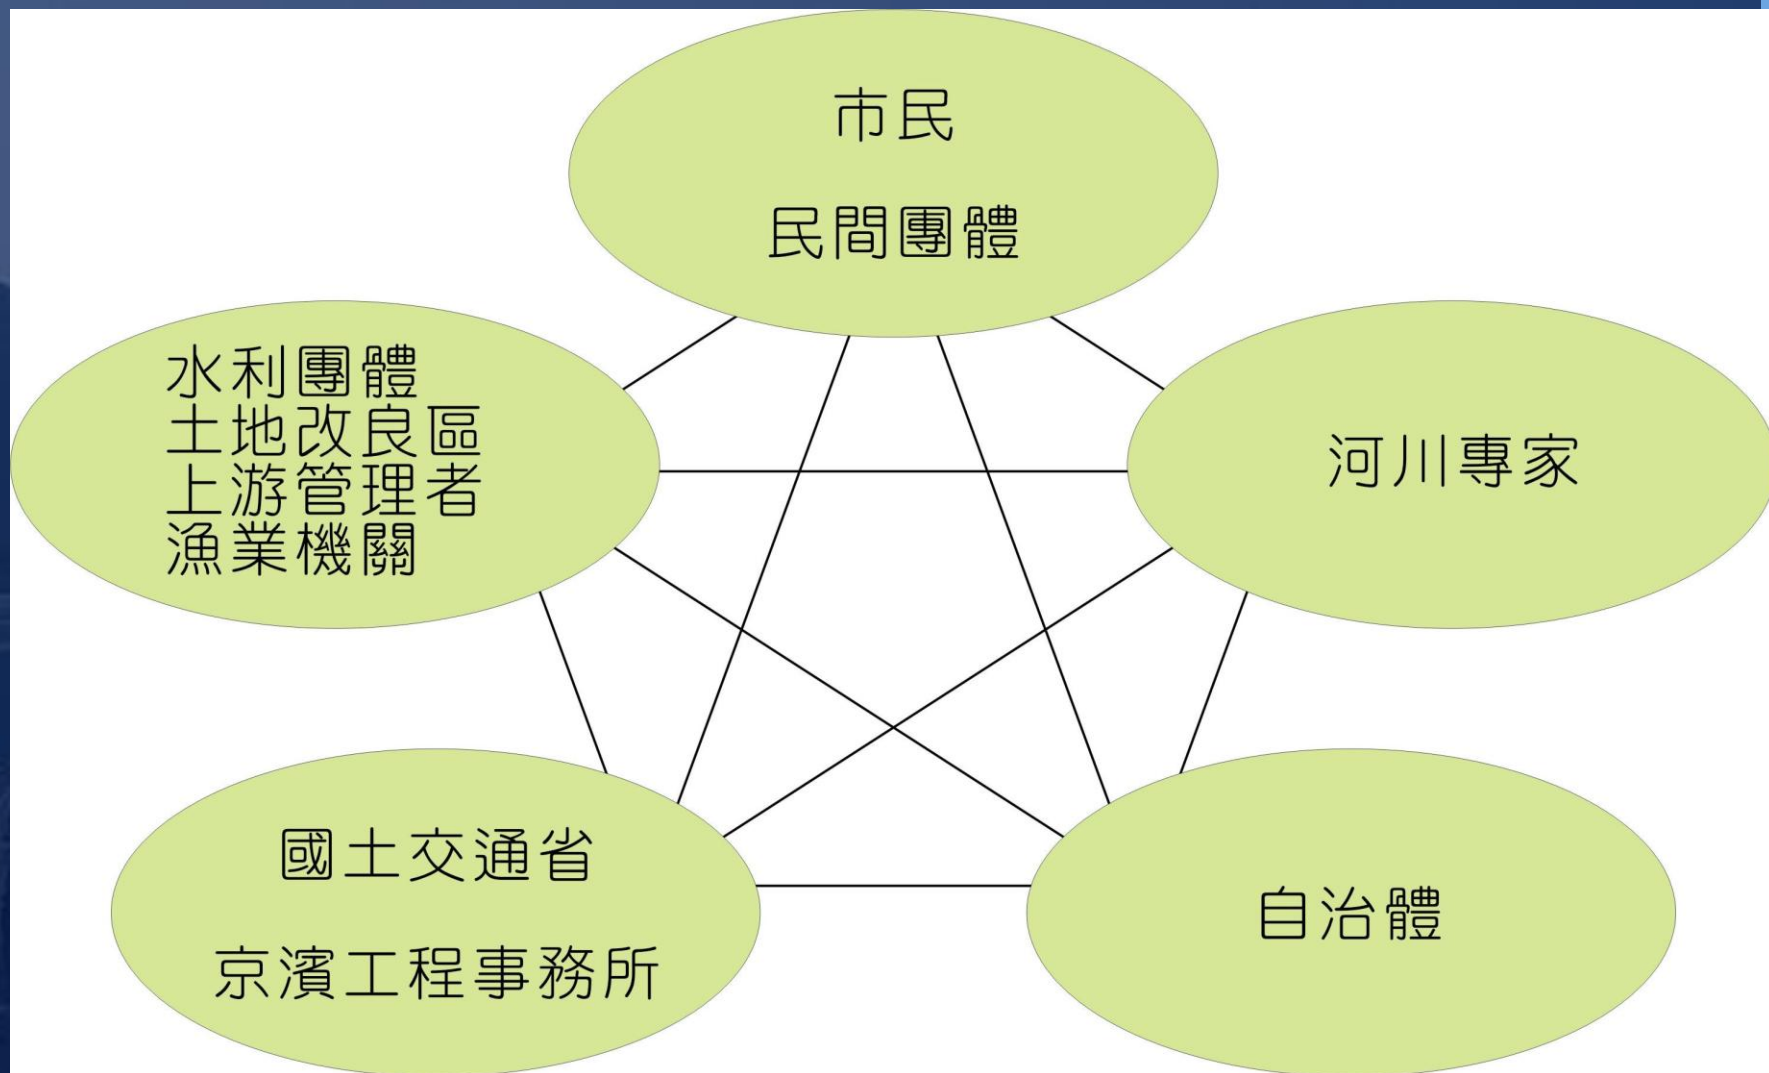 市民
民間團體
水利團體
土地改良區
上游管理者
漁業機關
河川專家
國土交通省
京濱工程事務所
自治體